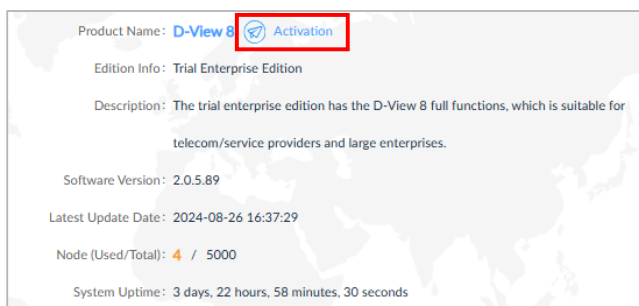 Product Name: D-View 8 Activation
Edition Info: Trial Enterprise Edition
Description: The trial enterprise edition has the D-View 8 full functions, which is suitable for
telecom/service providers and large enterprises.
Software Version: 2.0.5.89
Latest Update Date: 2024-08-26 16:37:29
Node (Used/Total): 4 / 5000
System Uptime: 3 days, 22 hours, 58 minutes, 30 seconds